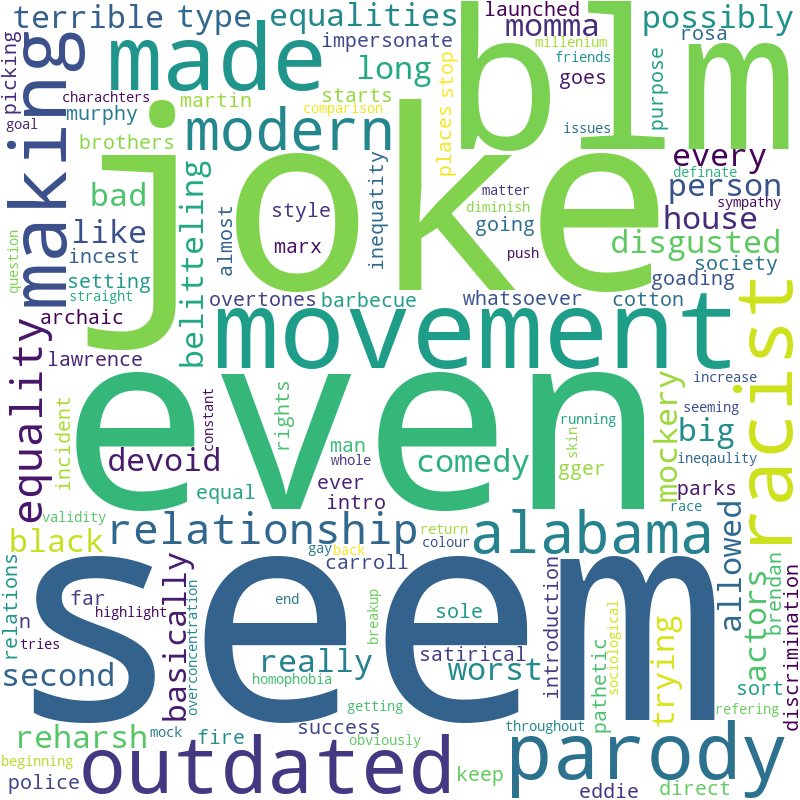 terrible
type
equalities
launched
momma
possibly
picking
making
made
impersonate
long
blm
millenium
friends
goes
rosa
charachters
martin
starts
comparison
places
stop
purpose
goal
murphy
brothers
modern
joke
issues
every
definate
bad
belitteling
almost
style
inequatity
matter
diminish
person
sympathy
like
marx
going
push
house
disgusted
question
incest
setting
straight
overtones
barbecue
whatsoever
cotton
goading
society
archaic
lawrence
movement
racist
equality
even
increase
seeming
mockery
big
incident
devoid
constant
rights
man
whole
comedy
running
skin
gger
ineqaulity
parks
race
validity
black
equal
ever
intro
relationship
return
back
colour
alabama
allowed
actors
brendan
discrimination
relations
far
highlight
n
tries
basically
overconcentration
gay
carroll
seem
end
breakup
sole
satirical
introduction
pathetic
sociological
trying
sort
refering
second
really
homophobia
worst
getting
reharsh
mock
fire
success
obviously
throughout
parody
beginning
police
outdated
keep
eddie
direct